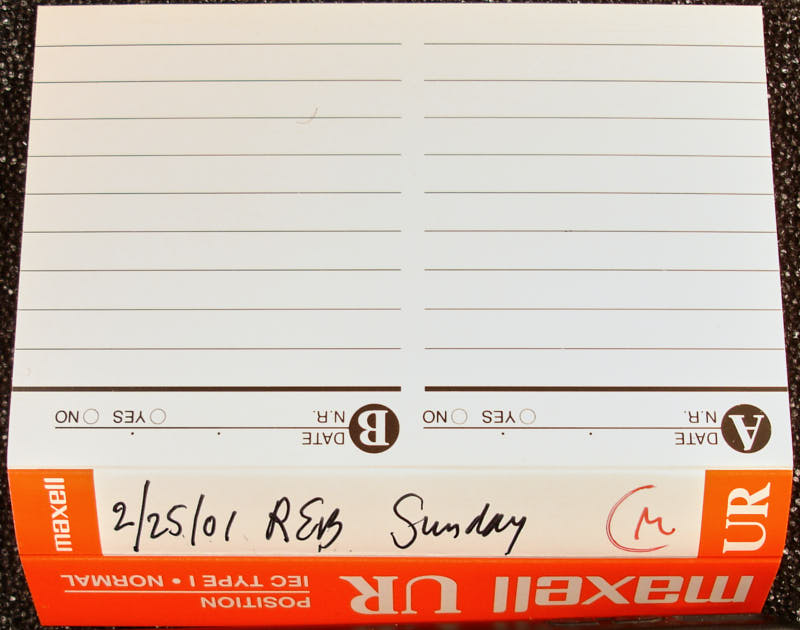 A DATE
N.R. YES NO
B DATE
N.R. YES NO
maxell 2/25/01 REB Sunday M UR
maxell UR POSITION
IEC TYPE I • NORMAL